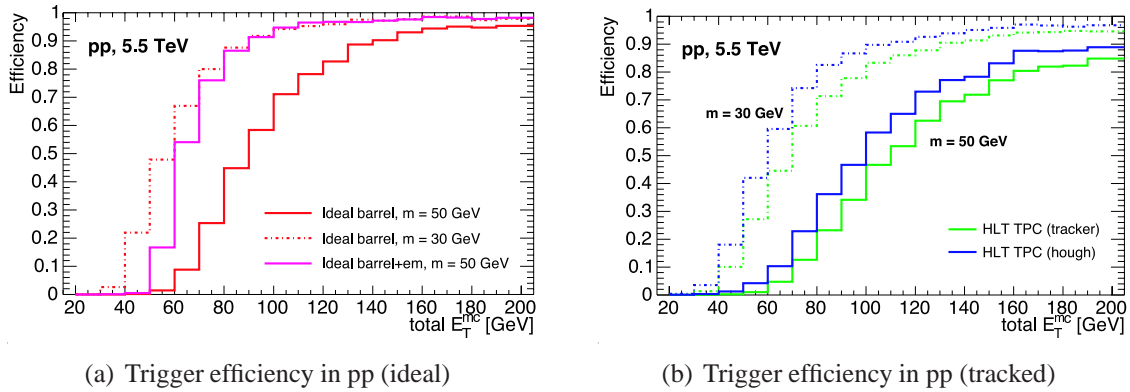 Efficiency
1
0.9
0.8
0.7
0.6
0.5
0.4
0.3
0.2
0.1
0
pp, 5.5 TeV
Ideal barrel, m = 50 GeV
Ideal barrel, m = 30 GeV
Ideal barrel+em, m = 50 GeV
20 40 60 80 100 120 140 160 180 200
total E_T^mc [GeV]
(a) Trigger efficiency in pp (ideal)
Efficiency
1
0.9
0.8
0.7
0.6
0.5
0.4
0.3
0.2
0.1
0
pp, 5.5 TeV
m = 30 GeV
m = 50 GeV
HLT TPC (tracker)
HLT TPC (hough)
20 40 60 80 100 120 140 160 180 200
total E_T^mc [GeV]
(b) Trigger efficiency in pp (tracked)